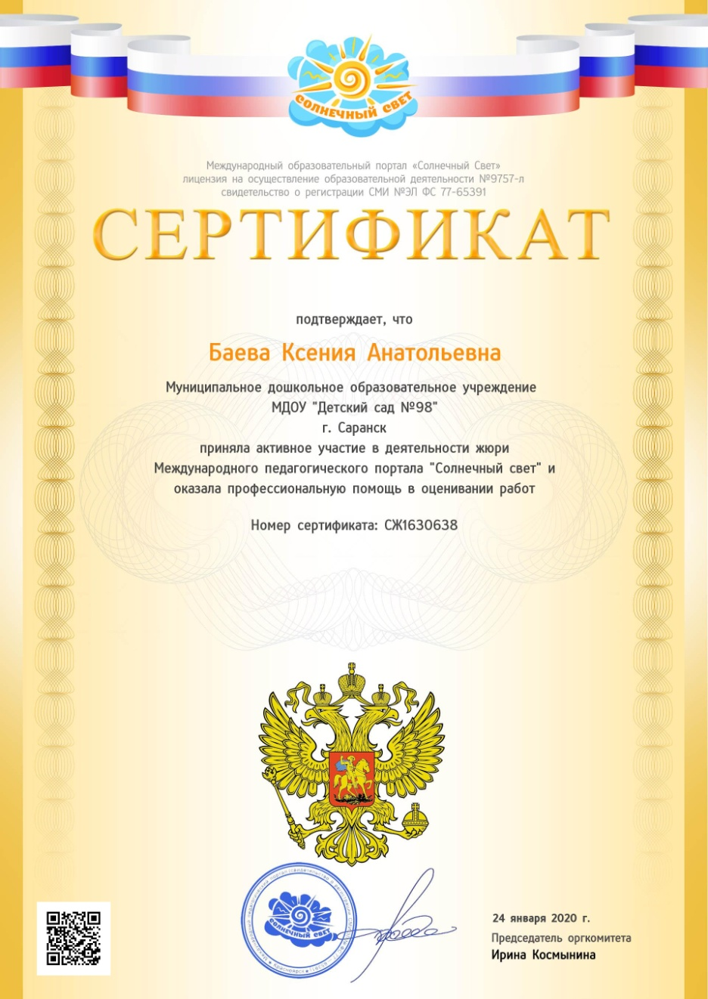 СОЛНЕЧНЫЙ СВЕТ
Международный образовательный портал «Солнечный Свет»
лицензия на осуществление образовательной деятельности №9757-л
свидетельство о регистрации СМИ №ЭЛ ФС 77-65391
СЕРТИФИКАТ
подтверждает, что
Баева Ксения Анатольевна
Муниципальное дошкольное образовательное учреждение
МДОУ "Детский сад №98"
г. Саранск
приняла активное участие в деятельности жюри
Международного педагогического портала "Солнечный свет" и
оказала профессиональную помощь в оценивании работ
Номер сертификата: СЖ1630638
СОЛНЕЧНЫЙ СВЕТ
24 января 2020 г.
Председатель оргкомитета
Ирина Космынина